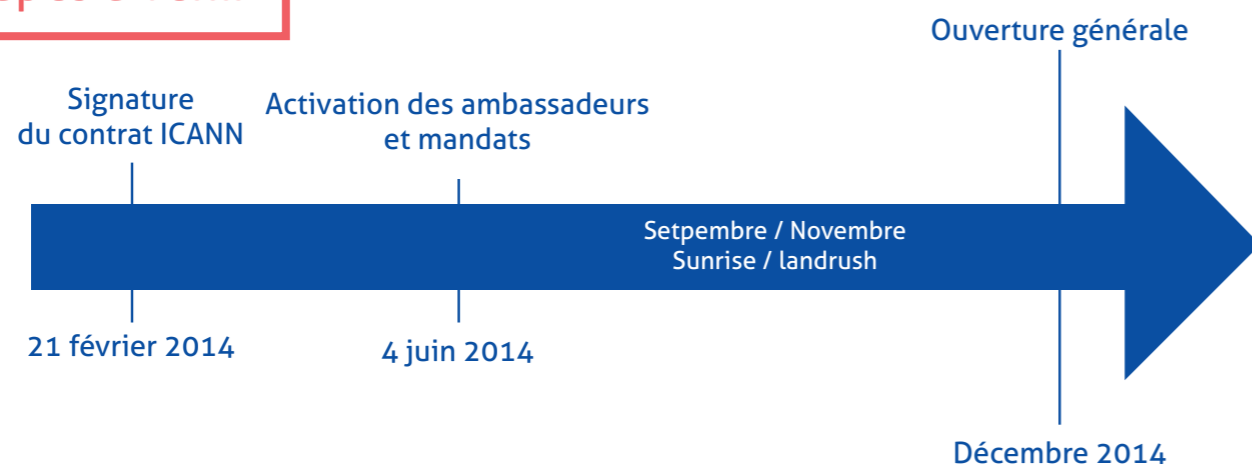 Ouverture générale
Signature
du contrat ICANN
Activation des ambassadeurs
et mandats
Setpembre / Novembre
Sunrise / landrush
21 février 2014
4 juin 2014
Décembre 2014